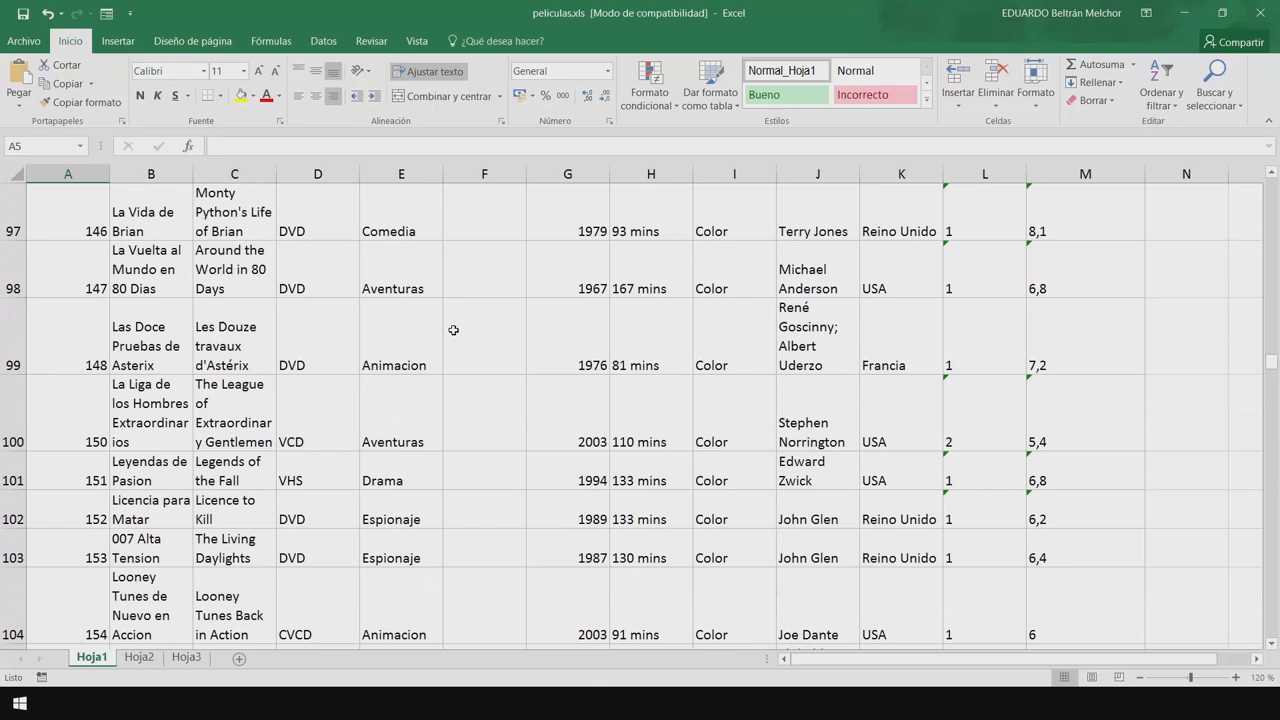 peliculas.xls [Modo de compatibilidad] - Excel
EDUARDO Beltrán Melchor
Archivo Inicio Insertar Diseño de página Fórmulas Datos Revisar Vista ¿Qué desea hacer? Compartir
Pegar
Cortar
Copiar
Copiar formato
Portapapeles
Calibri 11
N K S
Fuente
Ajustar texto
Combinar y centrar
Alineación
General
% 000
Número
Formato
condicional
Dar formato
como tabla
Normal_Hoja1 Normal
Bueno Incorrecto
Estilos
Insertar Eliminar Formato
Celdas
Autosuma
Rellenar
Borrar
Ordenar y
filtrar
Buscar y
seleccionar
Editar
A5 fx
A B C D E F G H I J K L M N
Monty
La Vida de Python's Life
97 146 Brian of Brian DVD Comedia 1979 93 mins Color Terry Jones Reino Unido 1 8,1
La Vuelta al Around the
Mundo en World in 80 Michael
98 147 80 Dias Days DVD Aventuras 1967 167 mins Color Anderson USA 1 6,8
René
Las Doce Les Douze Goscinny;
Pruebas de travaux Albert
99 148 Asterix d'Astérix DVD Animacion 1976 81 mins Color Uderzo Francia 1 7,2
La Liga de The League
los Hombres of
Extraordinar Extraordinar Stephen
100 150 ios y Gentlemen VCD Aventuras 2003 110 mins Color Norrington USA 2 5,4
Leyendas de Legends of Edward
101 151 Pasion the Fall VHS Drama 1994 133 mins Color Zwick USA 1 6,8
Licencia para Licence to
102 152 Matar Kill DVD Espionaje 1989 133 mins Color John Glen Reino Unido 1 6,2
007 Alta The Living
103 153 Tension Daylights DVD Espionaje 1987 130 mins Color John Glen Reino Unido 1 6,4
Looney
Tunes de Looney
Nuevo en Tunes Back
104 154 Accion in Action CVCD Animacion 2003 91 mins Color Joe Dante USA 1 6
Hoja1 Hoja2 Hoja3
Listo 120 %